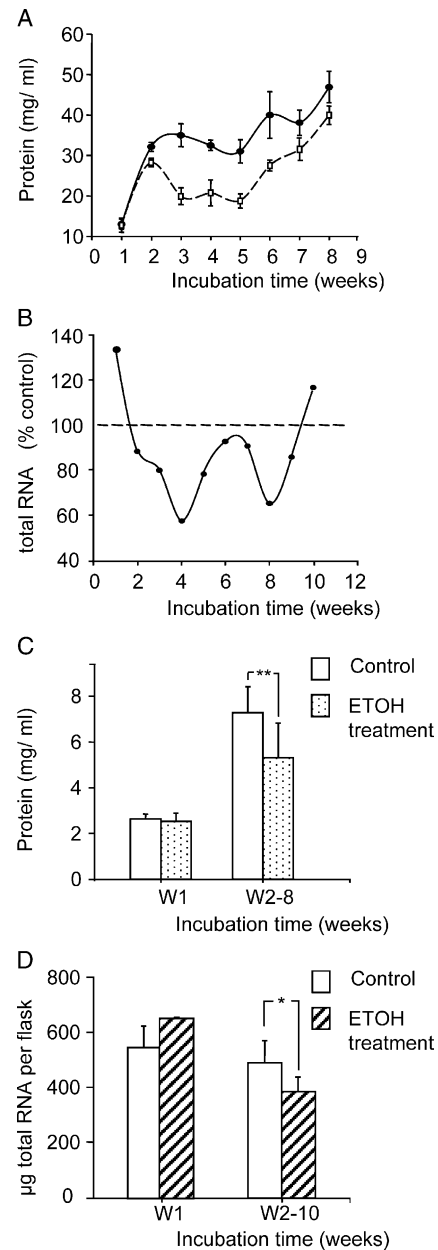 A
Protein (mg/ ml)
60
50
40
30
20
10
0 1 2 3 4 5 6 7 8 9
Incubation time (weeks)
B
total RNA (% control)
140
120
100
80
60
40
0 2 4 6 8 10 12
Incubation time (weeks)
C
Protein (mg/ ml)
8
6
4
2
0
**
Control
ETOH
treatment
W1 W2-8
Incubation time (weeks)
D
µg total RNA per flask
800
600
400
200
0
*
Control
ETOH
treatment
W1 W2-10
Incubation time (weeks)